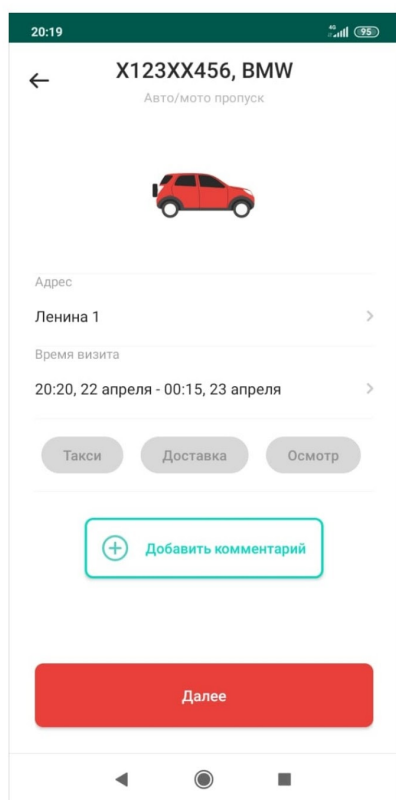 20:19
4G
95
X123XX456, BMW
Авто/мото пропуск
Адрес
Ленина 1
Время визита
20:20, 22 апреля - 00:15, 23 апреля
Такси
Доставка
Осмотр
Добавить комментарий
Далее